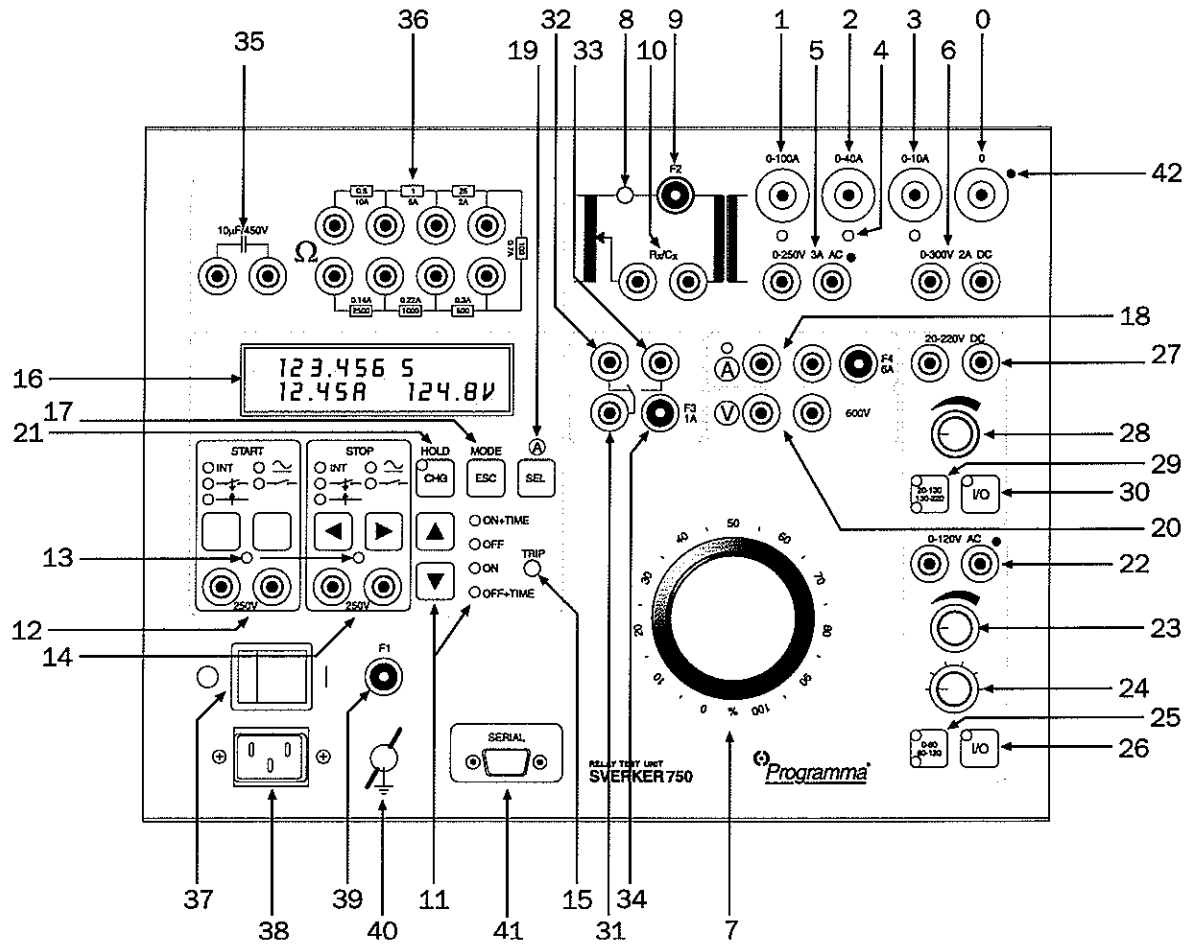 35 36 32 33 8 9 1 2 3 0
19 10 5 4 6
0-100A 0-40A 0-10A 0
F2
42
0.5 1 25
10A 5A 2A
10µF/450V
Ω
100
0.7A
Rx/Cx
0-250V 3A AC
0-300V 2A DC
0.14A 0.22A 0.3A
2500 1000 500
18
20-220V DC
27
16
123.456 S
12.45A 124.8V
A
F4
6A
17
21
V
F3
1A
600V
28
START STOP
HOLD MODE A
INT INT
CHG ESC SEL
20-130
130-220
I/O
29
30
20
ON+TIME
50
40 60
0-120V AC
13
OFF
TRIP
30 70
22
ON
250V 250V
OFF+TIME
20 80
12
14
23
F1
10 90
24
0 % 100
25
37
0-60
60-120
I/O
26
SERIAL
RELAY TEST UNIT
SVERKER 750
Programma
37 39 11 15 34
38 40 41 31 7